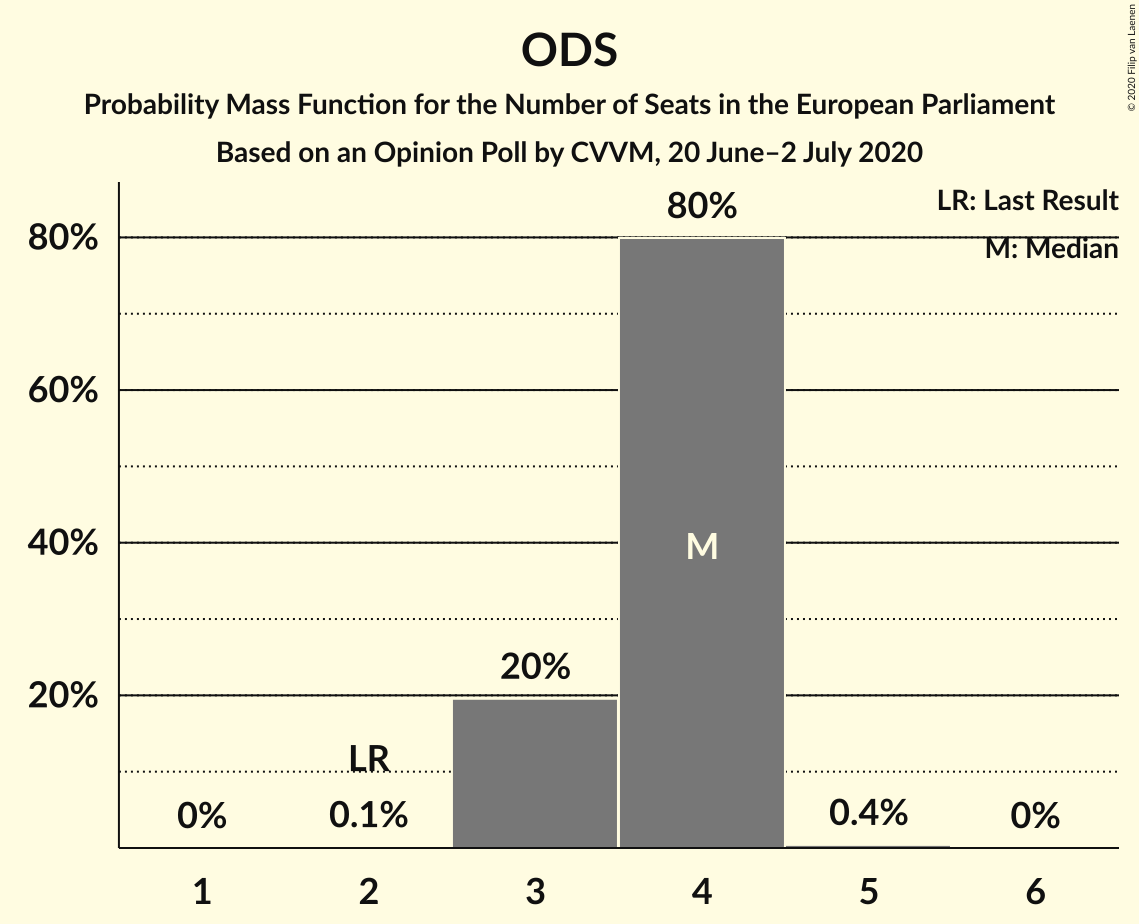 ODS
Probability Mass Function for the Number of Seats in the European Parliament
Based on an Opinion Poll by CVVM, 20 June–2 July 2020
© 2020 Filip van Laenen
LR: Last Result
M: Median
80%
60%
40%
20%
0%
LR
0.1%
20%
80%
M
0.4%
0%
1
2
3
4
5
6